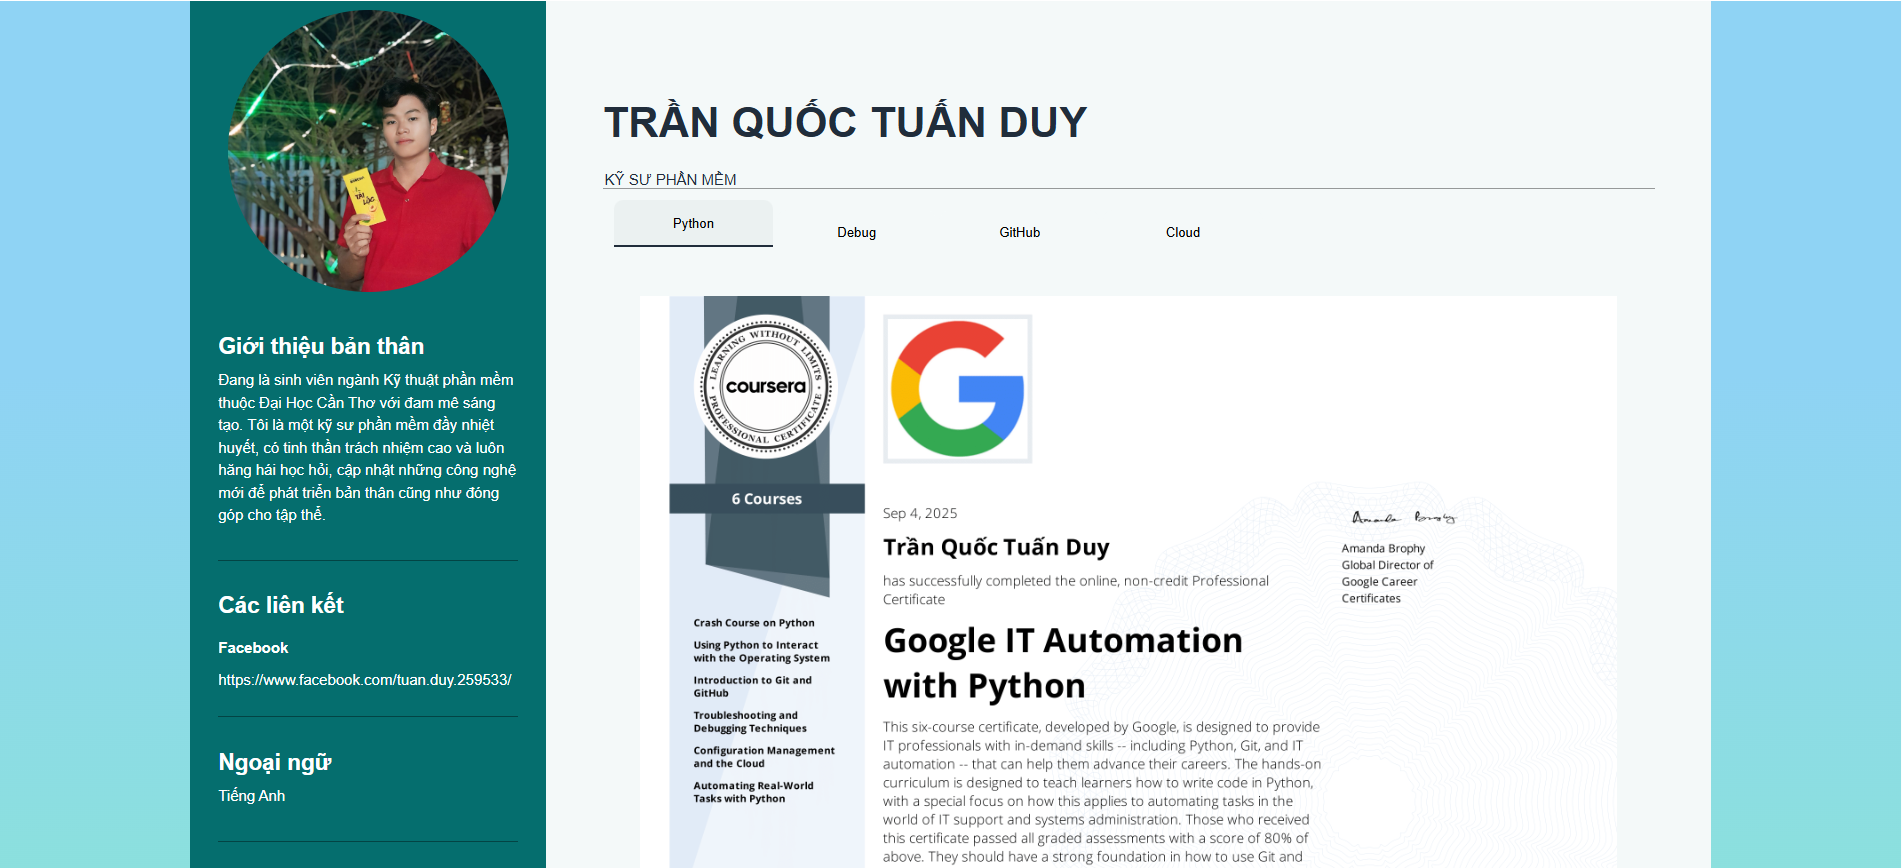 TÀI
LỘC
Giới thiệu bản thân
Đang là sinh viên ngành Kỹ thuật phần mềm
thuộc Đại Học Cần Thơ với đam mê sáng
tạo. Tôi là một kỹ sư phần mềm đầy nhiệt
huyết, có tinh thần trách nhiệm cao và luôn
hăng hái học hỏi, cập nhật những công nghệ
mới để phát triển bản thân cũng như đóng
góp cho tập thể.
Các liên kết
Facebook
https://www.facebook.com/tuan.duy.259533/
Ngoại ngữ
Tiếng Anh
TRẦN QUỐC TUẤN DUY
KỸ SƯ PHẦN MỀM
Python
Debug
GitHub
Cloud
LEARNING WITHOUT LIMITS
coursera
PROFESSIONAL CERTIFICATE
6 Courses
Crash Course on Python
Using Python to Interact
with the Operating System
Introduction to Git and
GitHub
Troubleshooting and
Debugging Techniques
Configuration Management
and the Cloud
Automating Real-World
Tasks with Python
Sep 4, 2025
Trần Quốc Tuấn Duy
has successfully completed the online, non-credit Professional
Certificate
Google IT Automation
with Python
This six-course certificate, developed by Google, is designed to provide
IT professionals with in-demand skills -- including Python, Git, and IT
automation -- that can help them advance their careers. The hands-on
curriculum is designed to teach learners how to write code in Python,
with a special focus on how this applies to automating tasks in the
world of IT support and systems administration. Those who received
this certificate passed all graded assessments with a score of 80% of
above. They should have a strong foundation in how to use Git and
Amanda Brophy
Amanda Brophy
Global Director of
Google Career
Certificates